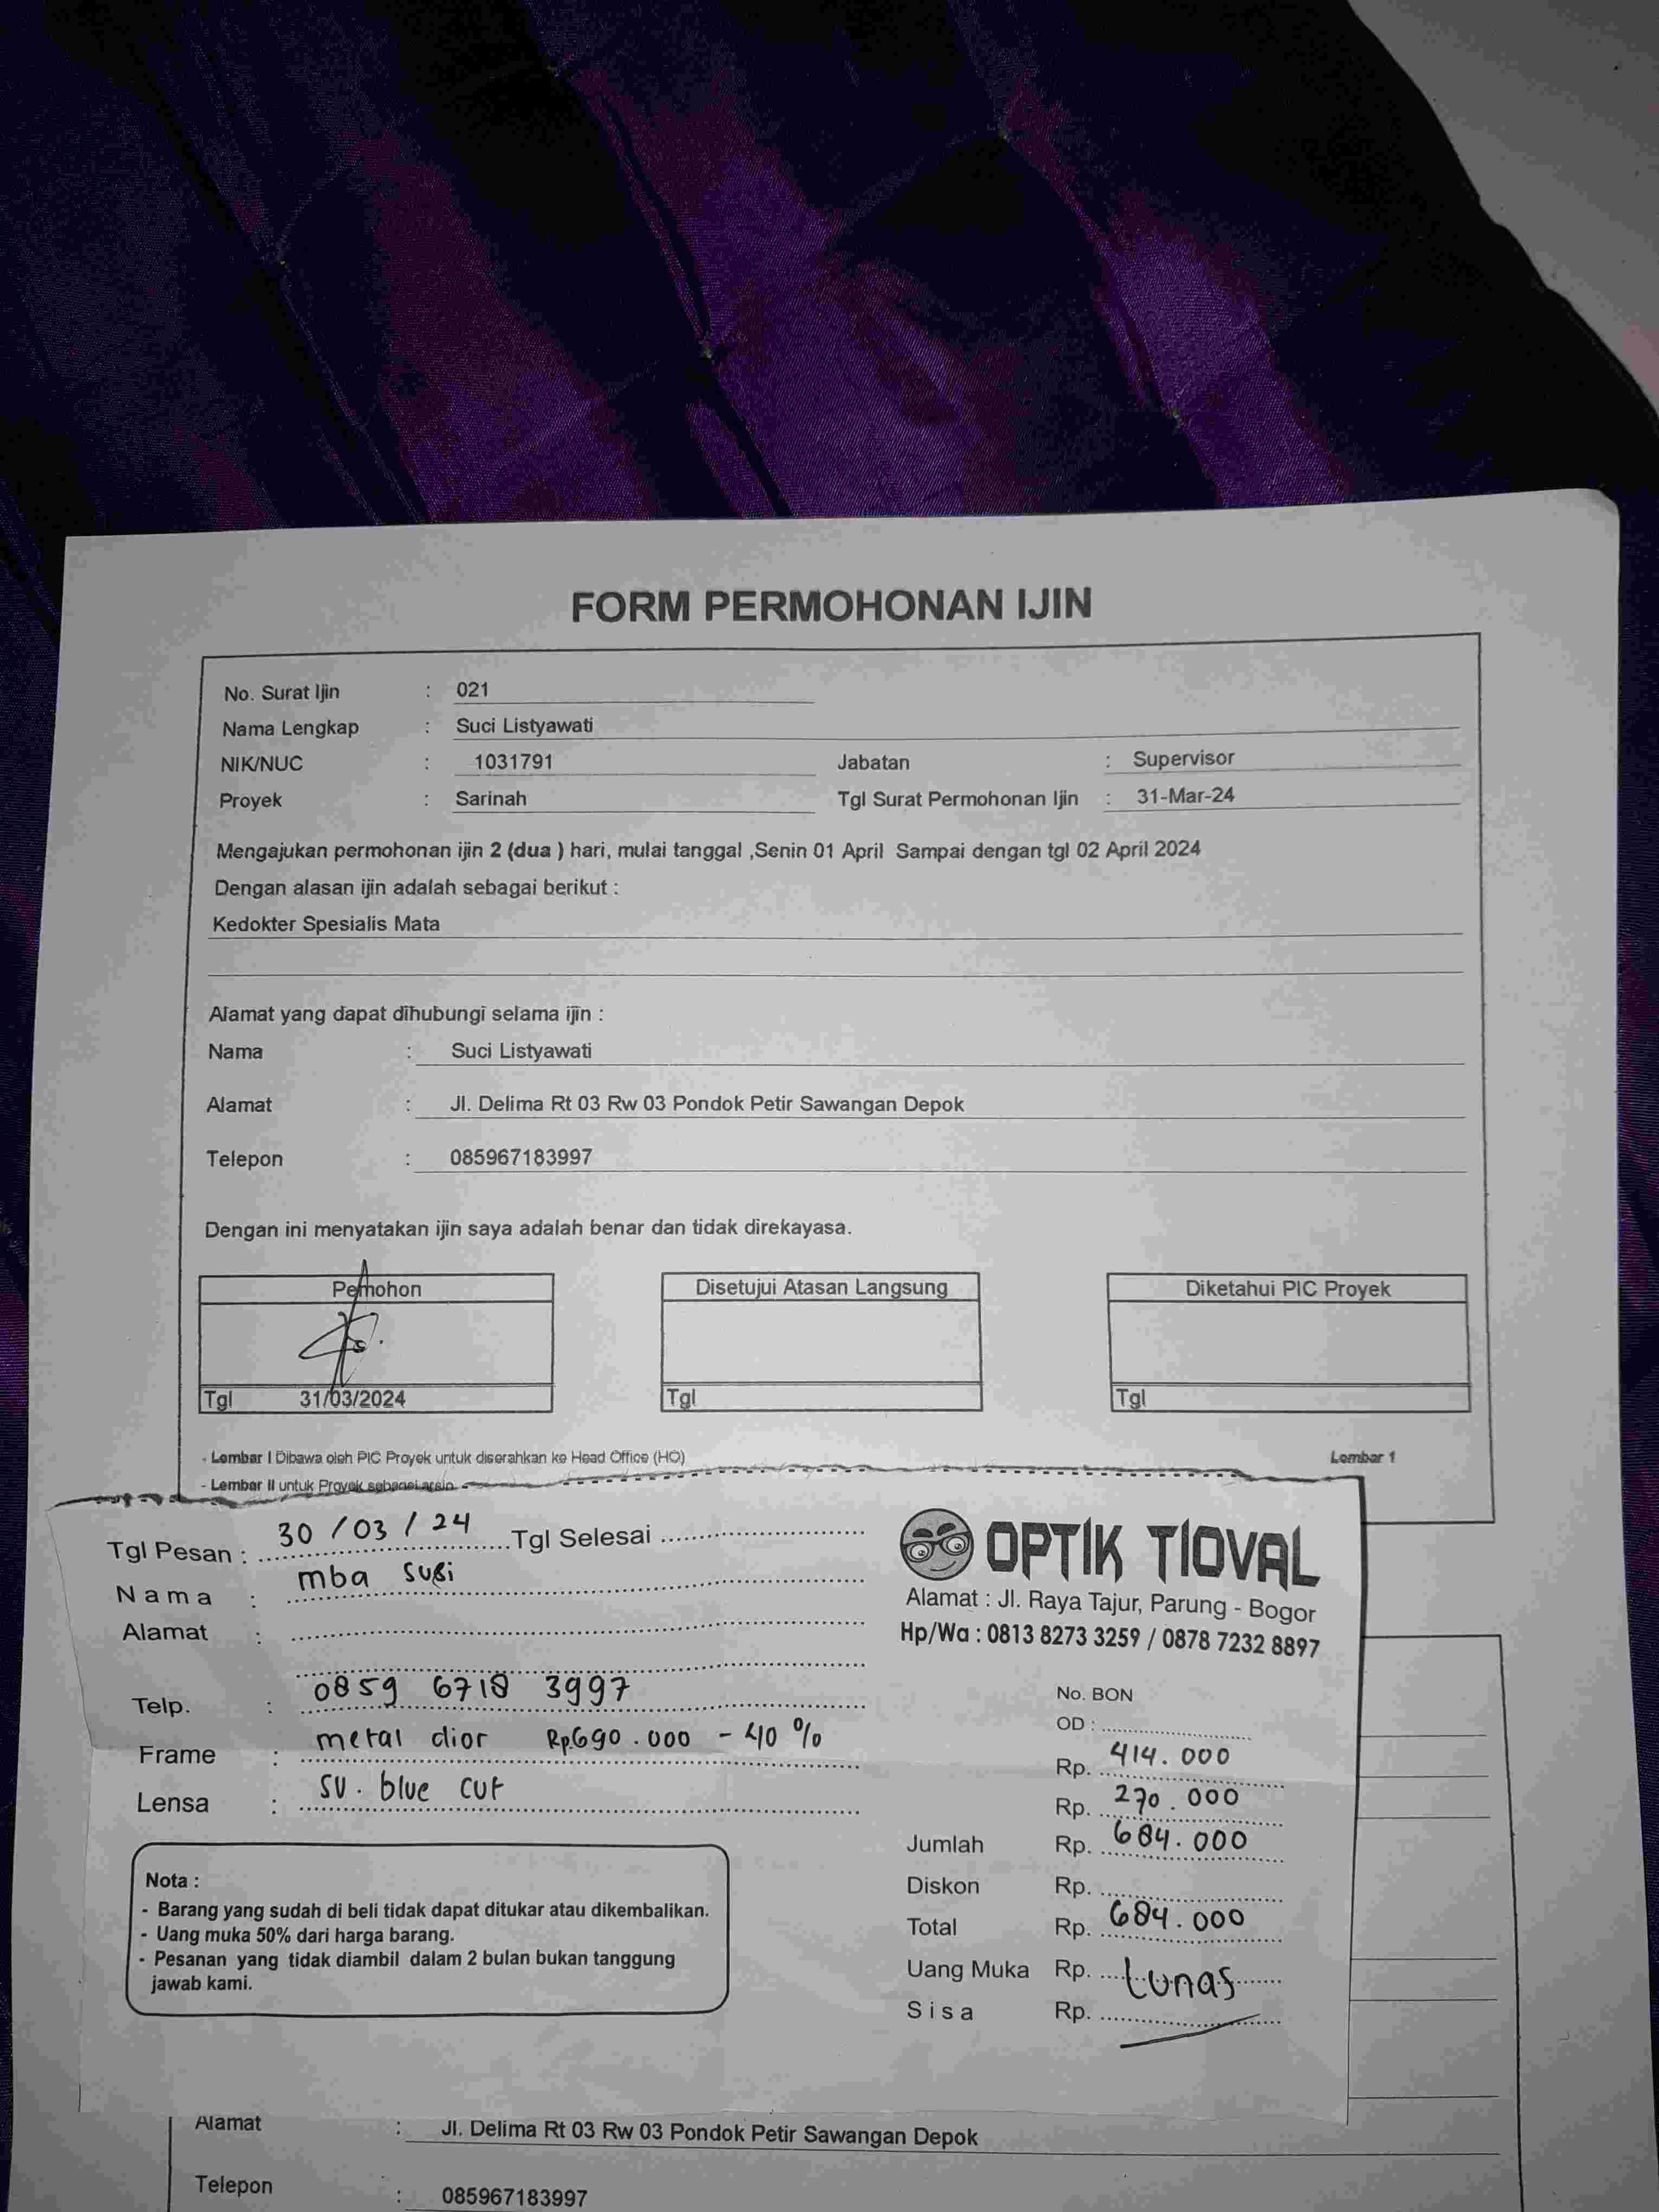 FORM PERMOHONAN IJIN
No. Surat Ijin : 021
Nama Lengkap : Suci Listyawati
NIK/NUC : 1031791 Jabatan : Supervisor
Proyek : Sarinah Tgl Surat Permohonan Ijin : 31-Mar-24
Mengajukan permohonan ijin 2 (dua ) hari, mulai tanggal ,Senin 01 April Sampai dengan tgl 02 April 2024
Dengan alasan ijin adalah sebagai berikut :
Kedokter Spesialis Mata
Alamat yang dapat dihubungi selama ijin :
Nama : Suci Listyawati
Alamat : Jl. Delima Rt 03 Rw 03 Pondok Petir Sawangan Depok
Telepon : 085967183997
Dengan ini menyatakan ijin saya adalah benar dan tidak direkayasa.
Pemohon Disetujui Atasan Langsung Diketahui PIC Proyek
Tgl 31/03/2024 Tgl Tgl
- Lembar I Dibawa oleh PIC Proyek untuk diserahkan ke Head Office (HO) Lembar 1
- Lembar II untuk Proyek sebagai arsip
Tgl Pesan : 30 / 03 / 24 Tgl Selesai
Nama : mba susi
Alamat :
Telp. : 0859 6718 3997
Frame : metal dior Rp.690.000 - 40 %
Lensa : SV. blue cut
OPTIK TIOVAL
Alamat : Jl. Raya Tajur, Parung - Bogor
Hp/Wa : 0813 8273 3259 / 0878 7232 8897
No. BON
OD :
Rp. 414.000
Rp. 270.000
Jumlah Rp. 684.000
Diskon Rp.
Total Rp. 684.000
Uang Muka Rp. Lunas
Sisa Rp.
Nota :
- Barang yang sudah di beli tidak dapat ditukar atau dikembalikan.
- Uang muka 50% dari harga barang.
- Pesanan yang tidak diambil dalam 2 bulan bukan tanggung
jawab kami.
Alamat : Jl. Delima Rt 03 Rw 03 Pondok Petir Sawangan Depok
Telepon : 085967183997